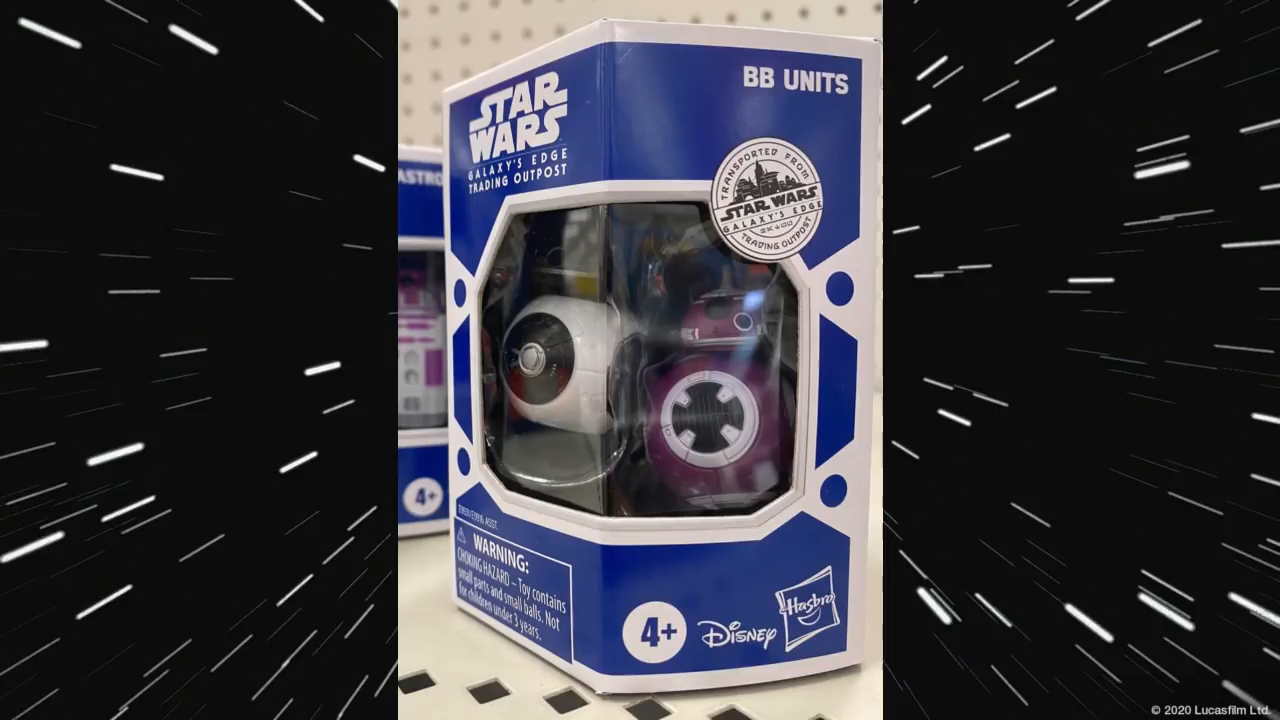 STAR
WARS
GALAXY'S EDGE
TRADING OUTPOST
BB UNITS
TRANSPORTED FROM
STAR WARS
GALAXY'S EDGE
TRADING OUTPOST
ASTRO
4+
WARNING:
CHOKING HAZARD – Toy contains
small parts and small balls. Not
for children under 3 years.
4+
Disney
Hasbro
© 2020 Lucasfilm Ltd.